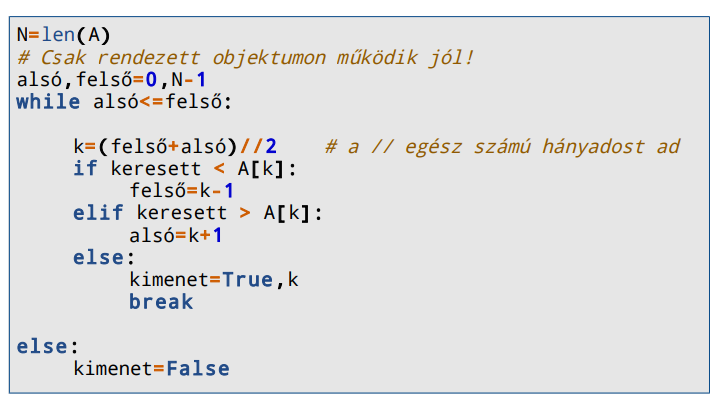 N=len(A)
# Csak rendezett objektumon működik jól!
alsó,felső=0,N-1
while alsó<=felső:
k=(felső+alsó)//2 # a // egész számú hányadost ad
if keresett < A[k]:
felső=k-1
elif keresett > A[k]:
alsó=k+1
else:
kimenet=True,k
break
else:
kimenet=False